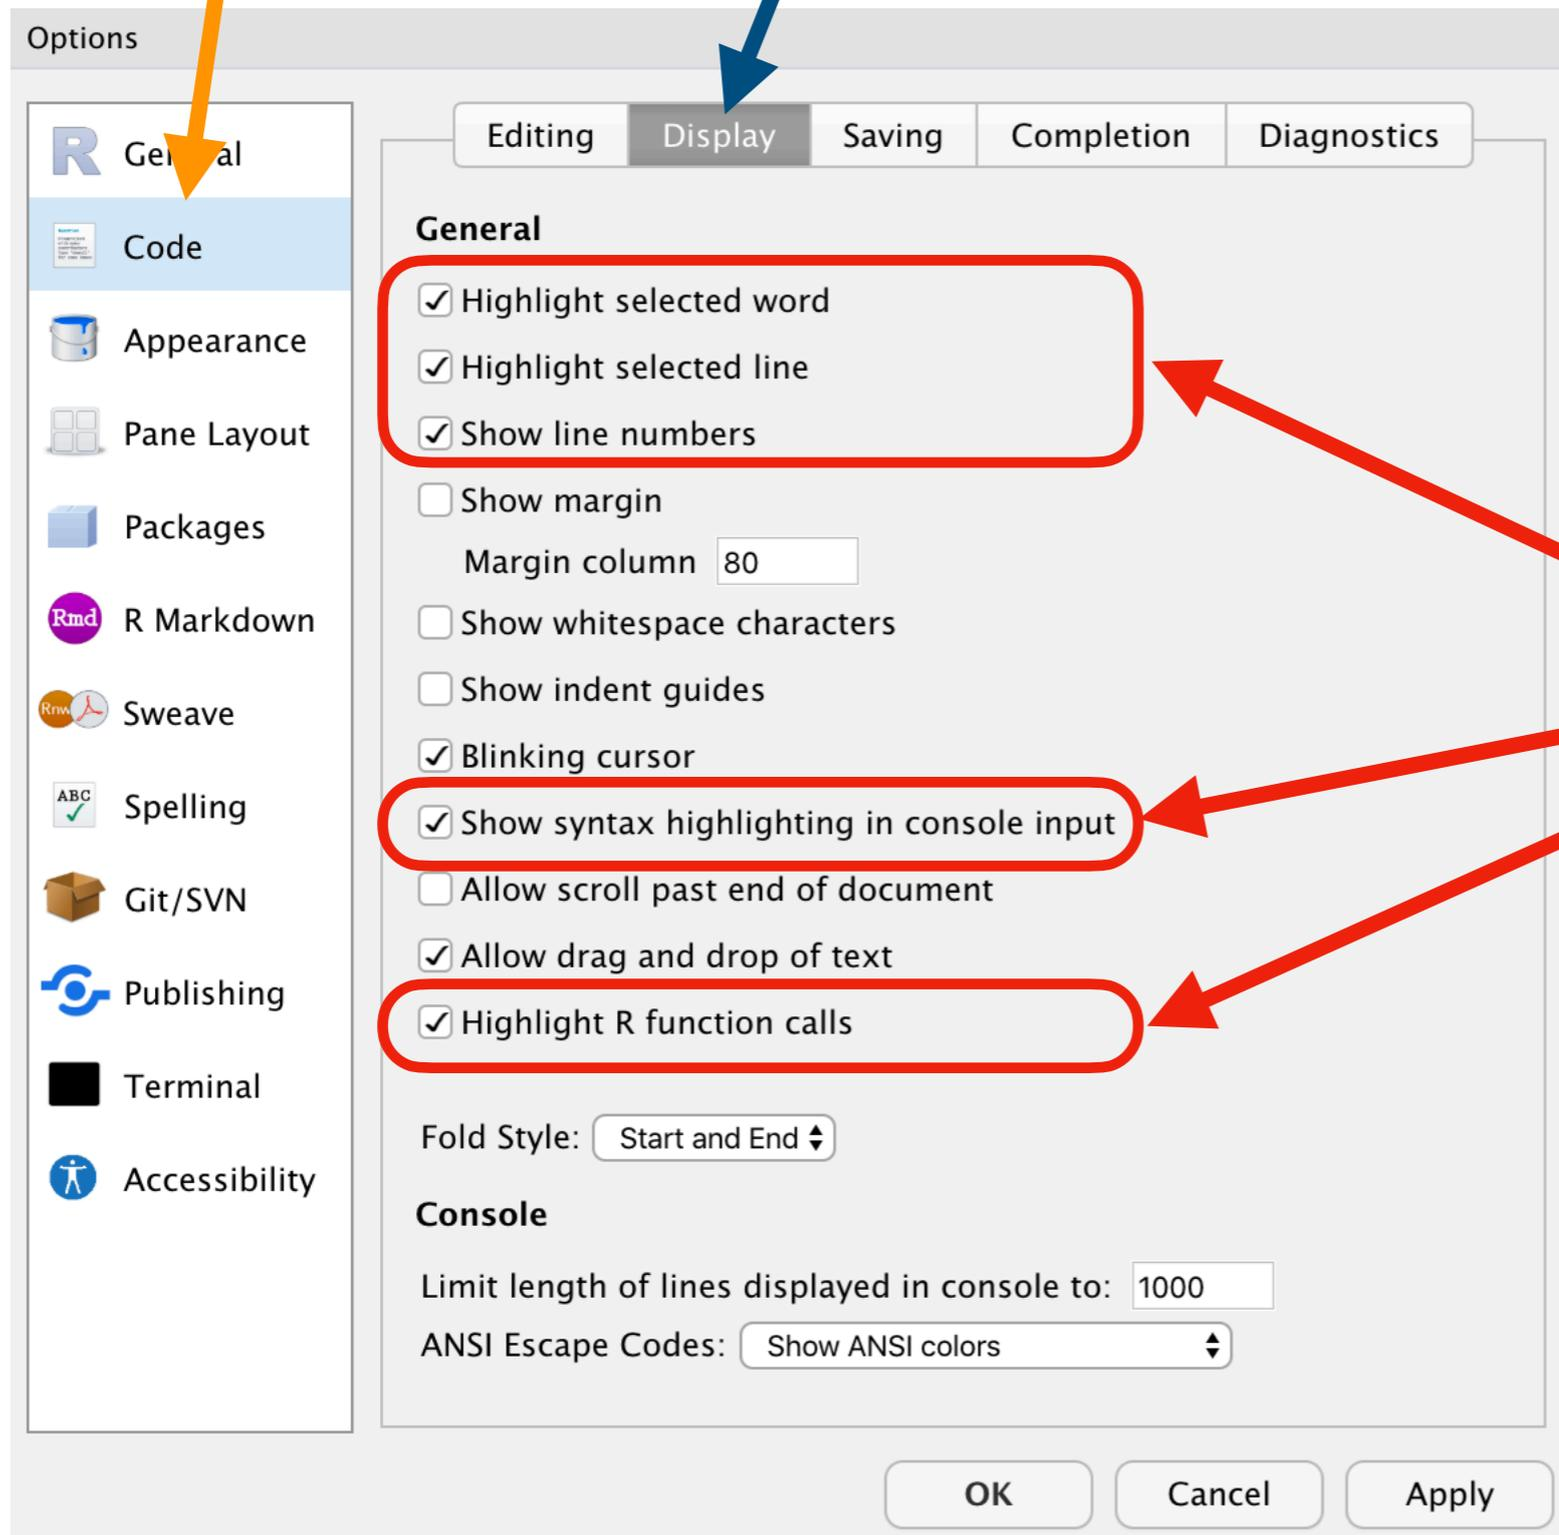 Options
General
Code
Appearance
Pane Layout
Packages
Rmd R Markdown
Rnw Sweave
ABC Spelling
Git/SVN
Publishing
Terminal
Accessibility
Editing Display Saving Completion Diagnostics
General
Highlight selected word
Highlight selected line
Show line numbers
Show margin
Margin column 80
Show whitespace characters
Show indent guides
Blinking cursor
Show syntax highlighting in console input
Allow scroll past end of document
Allow drag and drop of text
Highlight R function calls
Fold Style: Start and End
Console
Limit length of lines displayed in console to: 1000
ANSI Escape Codes: Show ANSI colors
OK Cancel Apply